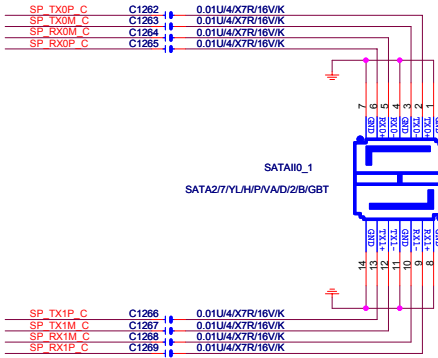 SP_TX0P_C C1262 0.01U/4/X7R/16V/K
SP_TX0M_C C1263 0.01U/4/X7R/16V/K
SP_RX0M_C C1264 0.01U/4/X7R/16V/K
SP_RX0P_C C1265 0.01U/4/X7R/16V/K
7 6 5 4 3 2 1
GND RX0+ RX0- GND TX0- TX0+
SATAII0_1
SATA2/7/YL/H/P/VA/D/2/B/GBT
GND TX1+ TX1- GND RX1- RX1+
14 13 12 11 10 9 8
SP_TX1P_C C1266 0.01U/4/X7R/16V/K
SP_TX1M_C C1267 0.01U/4/X7R/16V/K
SP_RX1M_C C1268 0.01U/4/X7R/16V/K
SP_RX1P_C C1269 0.01U/4/X7R/16V/K